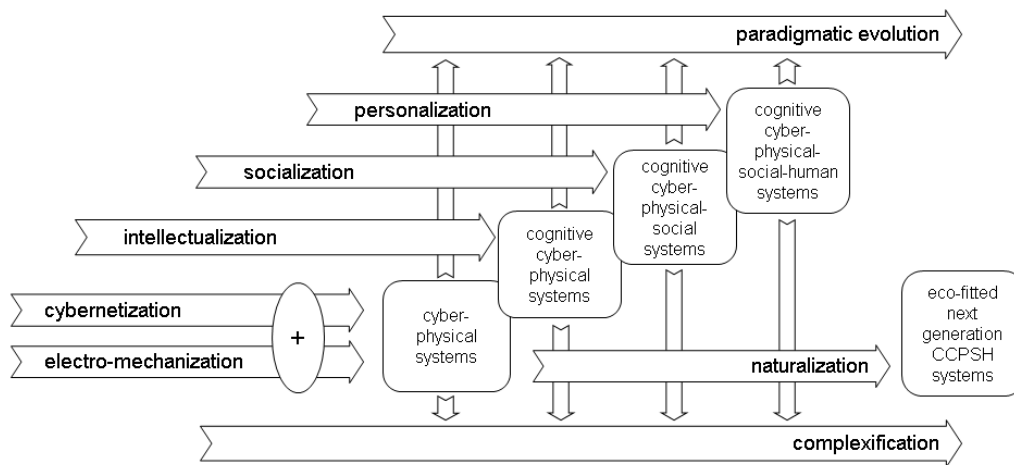 paradigmatic evolution
personalization
cognitive
cyber-
physical-
social-human
systems
socialization
cognitive
cyber-
physical-
social
systems
intellectualization
cognitive
cyber-
physical
systems
cybernetization
+
electro-mechanization
cyber-
physical
systems
eco-fitted
next
generation
CCPSH
systems
naturalization
complexification